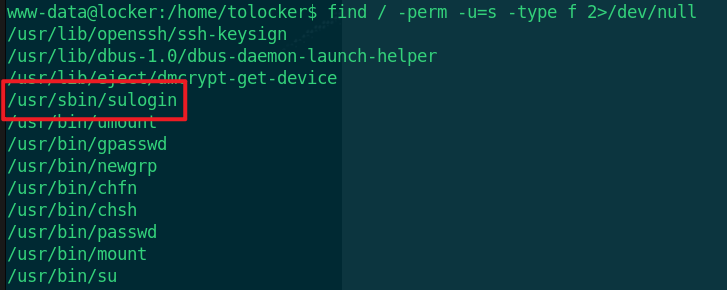 www-data@locker:/home/tolocker$ find / -perm -u=s -type f 2>/dev/null
/usr/lib/openssh/ssh-keysign
/usr/lib/dbus-1.0/dbus-daemon-launch-helper
/usr/lib/eject/dmcrypt-get-device
/usr/sbin/sulogin
/usr/bin/umount
/usr/bin/gpasswd
/usr/bin/newgrp
/usr/bin/chfn
/usr/bin/chsh
/usr/bin/passwd
/usr/bin/mount
/usr/bin/su